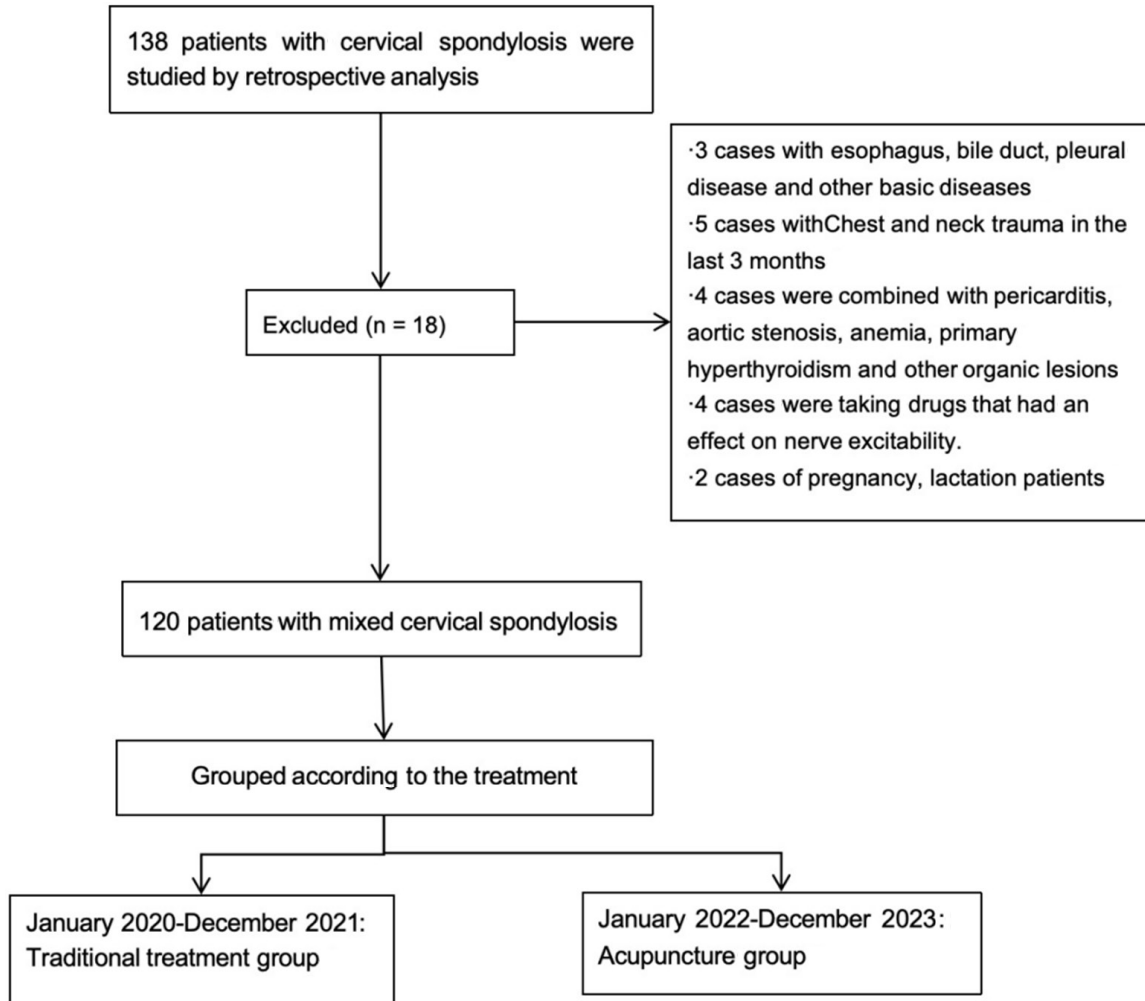 138 patients with cervical spondylosis were
studied by retrospective analysis
·3 cases with esophagus, bile duct, pleural
disease and other basic diseases
·5 cases withChest and neck trauma in the
last 3 months
·4 cases were combined with pericarditis,
aortic stenosis, anemia, primary
hyperthyroidism and other organic lesions
·4 cases were taking drugs that had an
effect on nerve excitability.
·2 cases of pregnancy, lactation patients
Excluded (n = 18)
120 patients with mixed cervical spondylosis
Grouped according to the treatment
January 2020-December 2021:
Traditional treatment group
January 2022-December 2023:
Acupuncture group